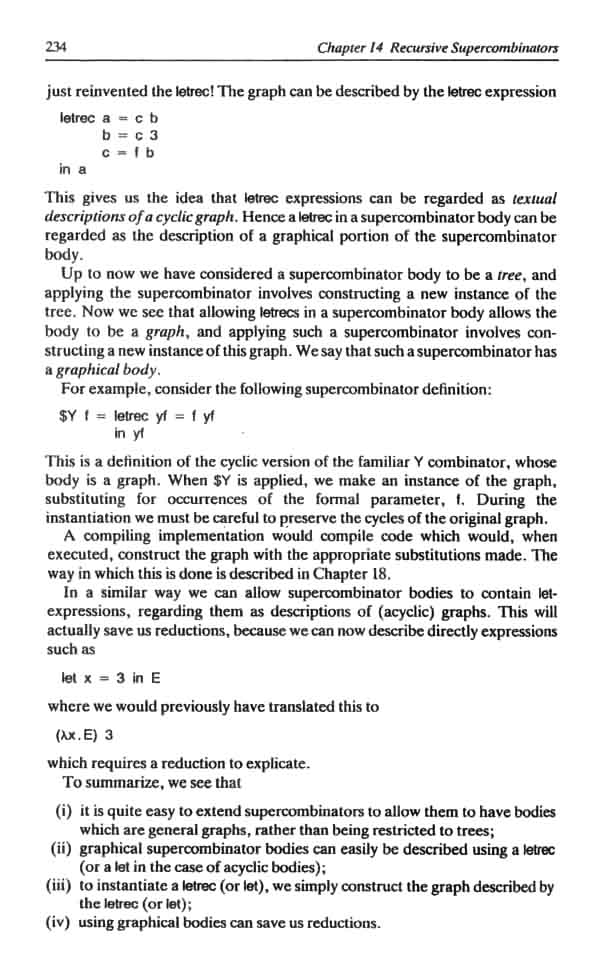 234 Chapter 14 Recursive Supercombinators
just reinvented the letrec! The graph can be described by the letrec expression
letrec a = c b
b = c 3
c = f b
in a
This gives us the idea that letrec expressions can be regarded as textual
descriptions of a cyclic graph. Hence a letrec in a supercombinator body can be
regarded as the description of a graphical portion of the supercombinator
body.
Up to now we have considered a supercombinator body to be a tree, and
applying the supercombinator involves constructing a new instance of the
tree. Now we see that allowing letrecs in a supercombinator body allows the
body to be a graph, and applying such a supercombinator involves con-
structing a new instance of this graph. We say that such a supercombinator has
a graphical body.
For example, consider the following supercombinator definition:
$Y f = letrec yf = f yf
in yf
This is a definition of the cyclic version of the familiar Y combinator, whose
body is a graph. When $Y is applied, we make an instance of the graph,
substituting for occurrences of the formal parameter, f. During the
instantiation we must be careful to preserve the cycles of the original graph.
A compiling implementation would compile code which would, when
executed, construct the graph with the appropriate substitutions made. The
way in which this is done is described in Chapter 18.
In a similar way we can allow supercombinator bodies to contain let-
expressions, regarding them as descriptions of (acyclic) graphs. This will
actually save us reductions, because we can now describe directly expressions
such as
let x = 3 in E
where we would previously have translated this to
(λx.E) 3
which requires a reduction to explicate.
To summarize, we see that
(i) it is quite easy to extend supercombinators to allow them to have bodies
which are general graphs, rather than being restricted to trees;
(ii) graphical supercombinator bodies can easily be described using a letrec
(or a let in the case of acyclic bodies);
(iii) to instantiate a letrec (or let), we simply construct the graph described by
the letrec (or let);
(iv) using graphical bodies can save us reductions.